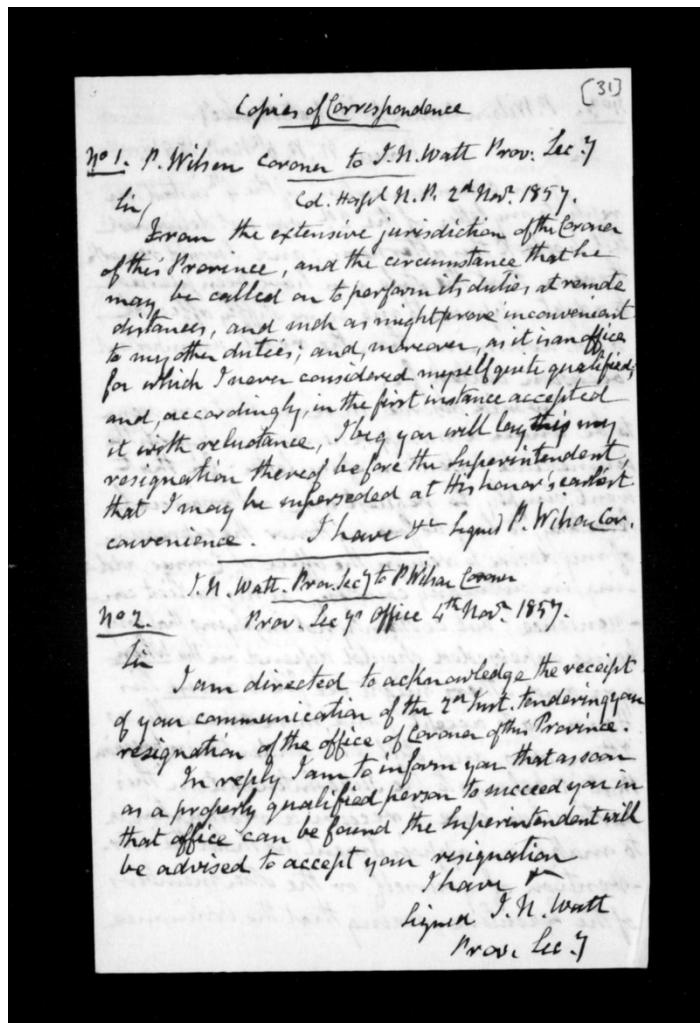 [31]
Copies of Correspondence
No 1. P. Wilson Coroner to I. N. Watt Prov: Sec.y
Sir, Col. Hospl N. P. 2nd Novr. 1857.
From the extensive jurisdiction of the Coroner
of this Province, and the circumstance that he
may be called on to perform its duties at remote
distances, and such as might prove inconvenient
to my other duties; and, moreover, as it is an office
for which I never considered myself quite qualified,
and, accordingly, in the first instance accepted
it with reluctance, I beg you will lay this my
resignation thereof before the Superintendent,
that I may be superseded at His honor's earliest
convenience. I have &c Signed P. Wilson Cor.
I. N. Watt. Prov. Sec y to P Wilson Coroner
No 2. Prov. Sec ys Office 4th Novr. 1857.
Sir
I am directed to acknowledge the receipt
of your communication of the 2nd Inst. tendering your
resignation of the office of Coroner of this Province.
In reply I am to inform you that as soon
as a properly qualified person to succeed you in
that office can be found the Superintendent will
be advised to accept your resignation
I have &c
Signed I. N. Watt
Prov. Sec.y